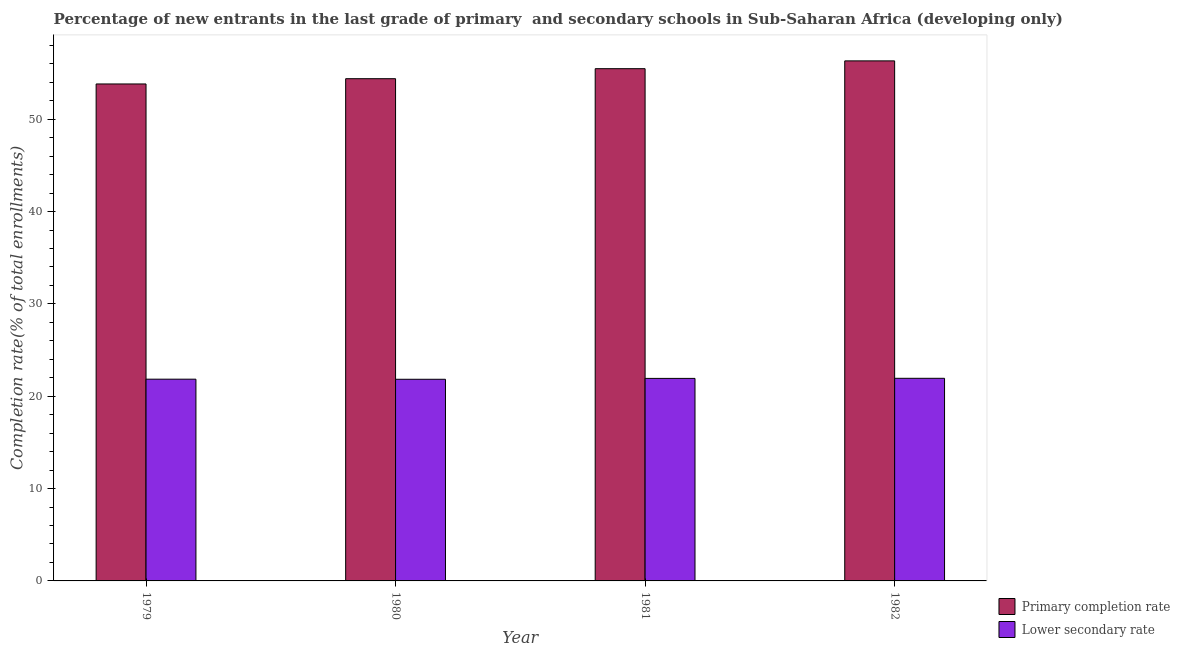 Percentage of new entrants in the last grade of primary  and secondary schools in Sub-Saharan Africa (developing only)
Completion rate(% of total enrollments)
50
40
30
20
10
0
1979
1980
1981
1982
Year
Primary completion rate
Lower secondary rate